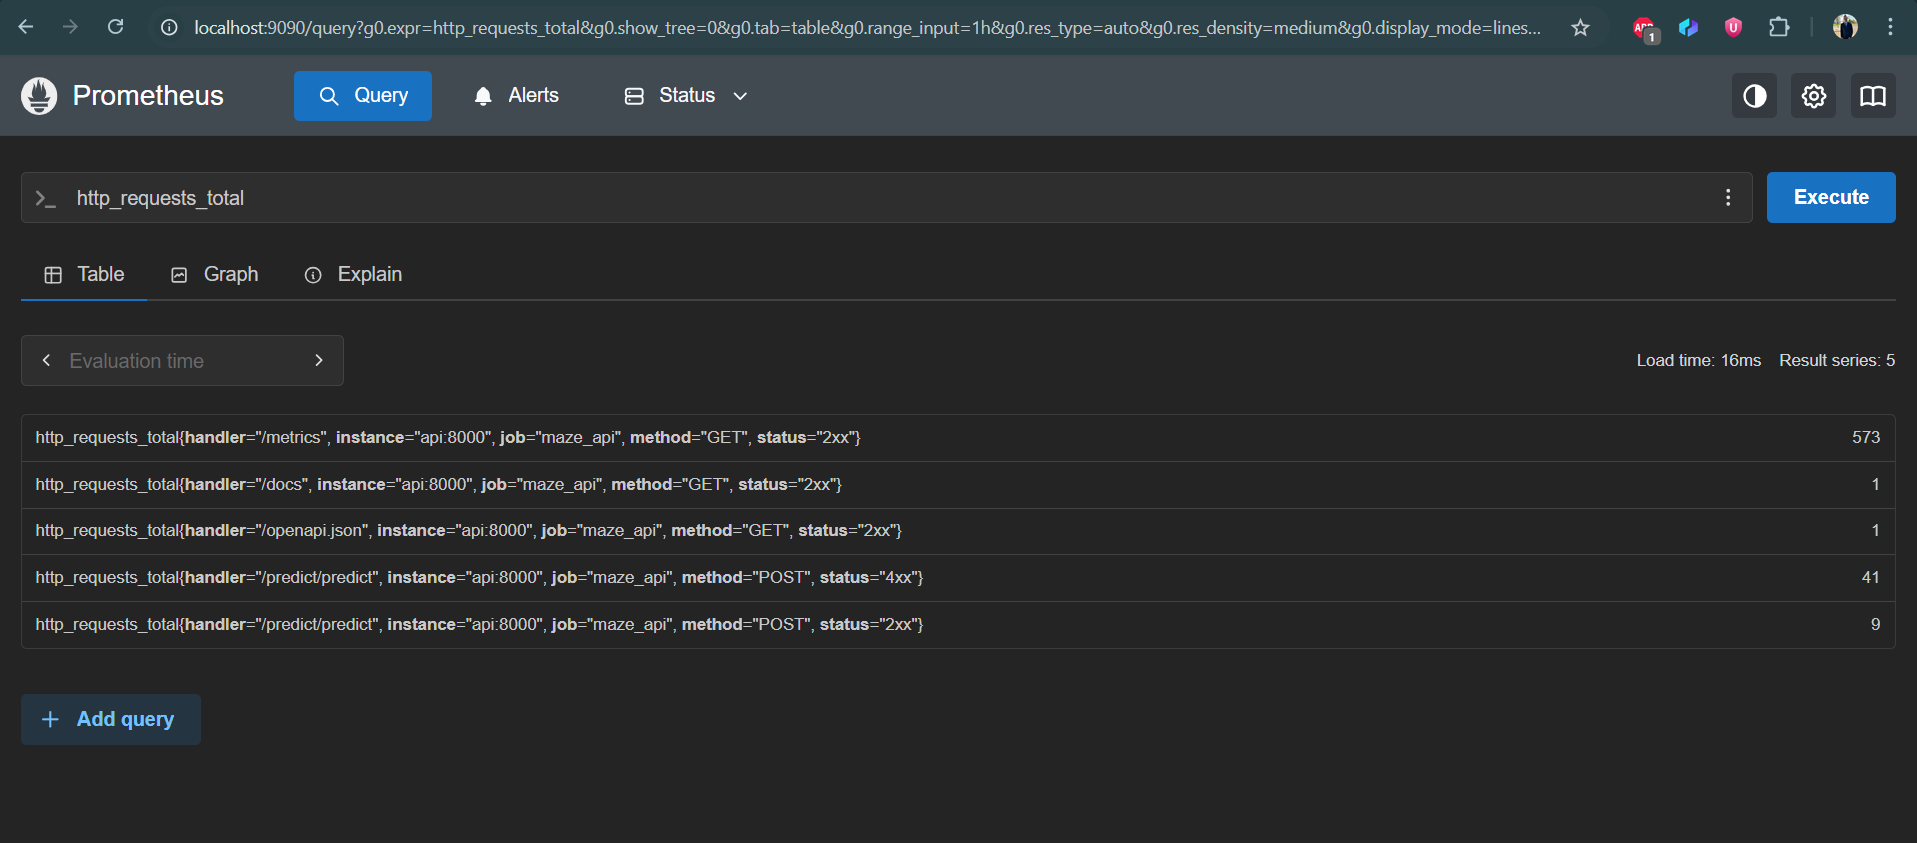 localhost:9090/query?g0.expr=http_requests_total&g0.show_tree=0&g0.tab=table&g0.range_input=1h&g0.res_type=auto&g0.res_density=medium&g0.display_mode=lines...
ABP
1
U
Prometheus
Query
Alerts
Status
>_ http_requests_total
Execute
Table
Graph
Explain
Evaluation time
Load time: 16ms Result series: 5
http_requests_total{handler="/metrics", instance="api:8000", job="maze_api", method="GET", status="2xx"} 573
http_requests_total{handler="/docs", instance="api:8000", job="maze_api", method="GET", status="2xx"} 1
http_requests_total{handler="/openapi.json", instance="api:8000", job="maze_api", method="GET", status="2xx"} 1
http_requests_total{handler="/predict/predict", instance="api:8000", job="maze_api", method="POST", status="4xx"} 41
http_requests_total{handler="/predict/predict", instance="api:8000", job="maze_api", method="POST", status="2xx"} 9
+ Add query